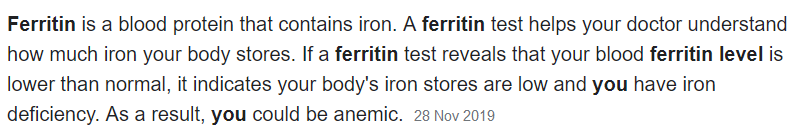 Ferritin is a blood protein that contains iron. A ferritin test helps your doctor understand
how much iron your body stores. If a ferritin test reveals that your blood ferritin level is
lower than normal, it indicates your body's iron stores are low and you have iron
deficiency. As a result, you could be anemic. 28 Nov 2019